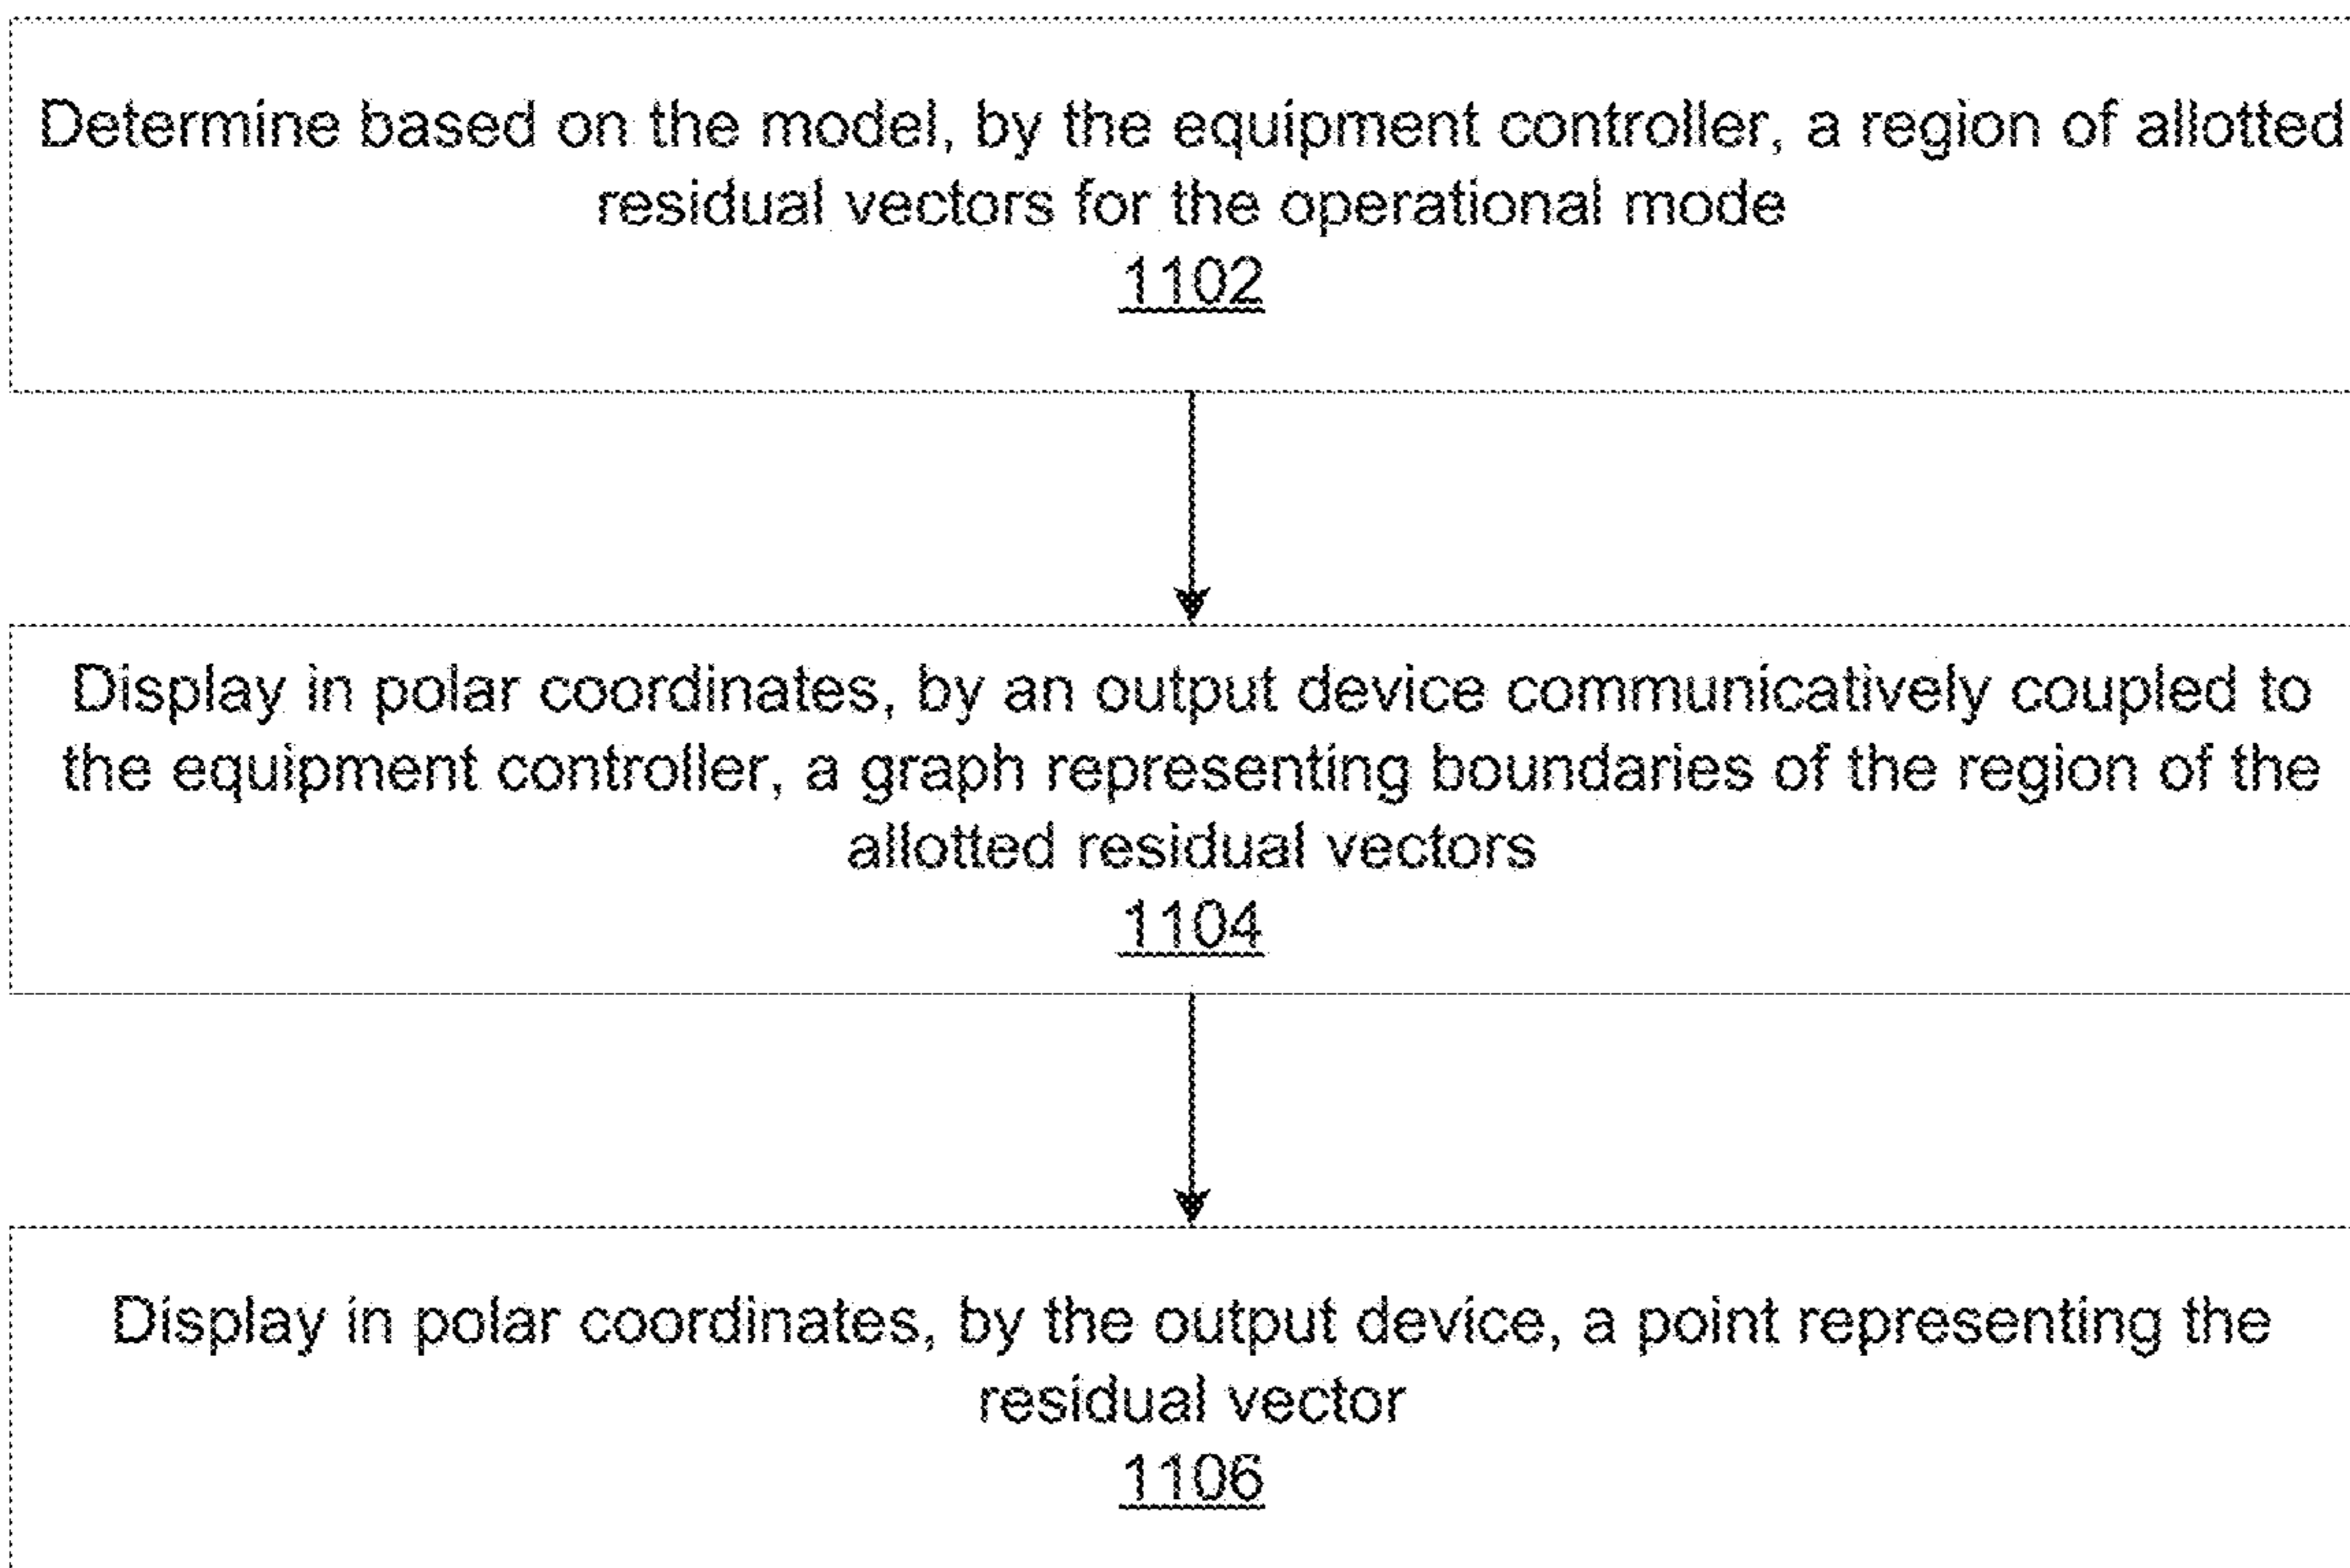 Determine based on the model, by the equipment controller, a region of allotted
residual vectors for the operational mode
1102
Display in polar coordinates, by an output device communicatively coupled to
the equipment controller, a graph representing boundaries of the region of the
allotted residual vectors
1104
Display in polar coordinates, by the output device, a point representing the
residual vector
1106